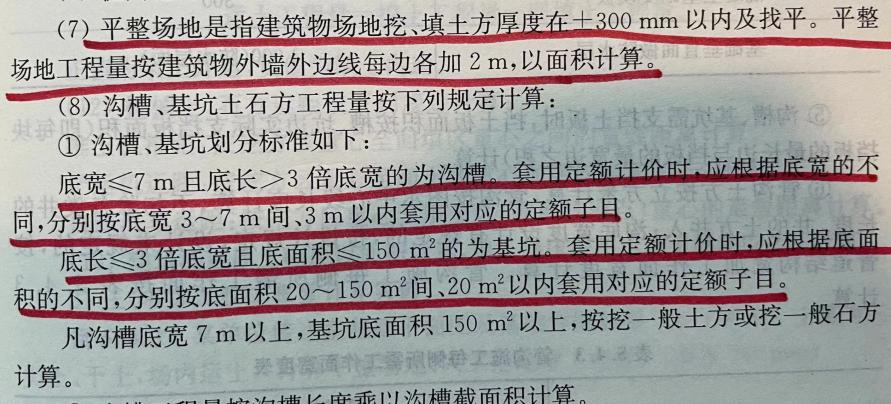 (7) 平整场地是指建筑物场地挖、填土方厚度在±300 mm 以内及找平。平整
场地工程量按建筑物外墙外边线每边各加 2 m,以面积计算。
(8) 沟槽、基坑土石方工程量按下列规定计算:
① 沟槽、基坑划分标准如下:
底宽≤7 m 且底长>3 倍底宽的为沟槽。套用定额计价时,应根据底宽的不
同,分别按底宽 3~7 m 间、3 m 以内套用对应的定额子目。
底长≤3 倍底宽且底面积≤150 m²的为基坑。套用定额计价时,应根据底面
积的不同,分别按底面积 20~150 m²间、20 m²以内套用对应的定额子目。
凡沟槽底宽 7 m 以上,基坑底面积 150 m²以上,按挖一般土方或挖一般石方
计算。
工程量按沟槽长度乘以沟槽截面积计算。